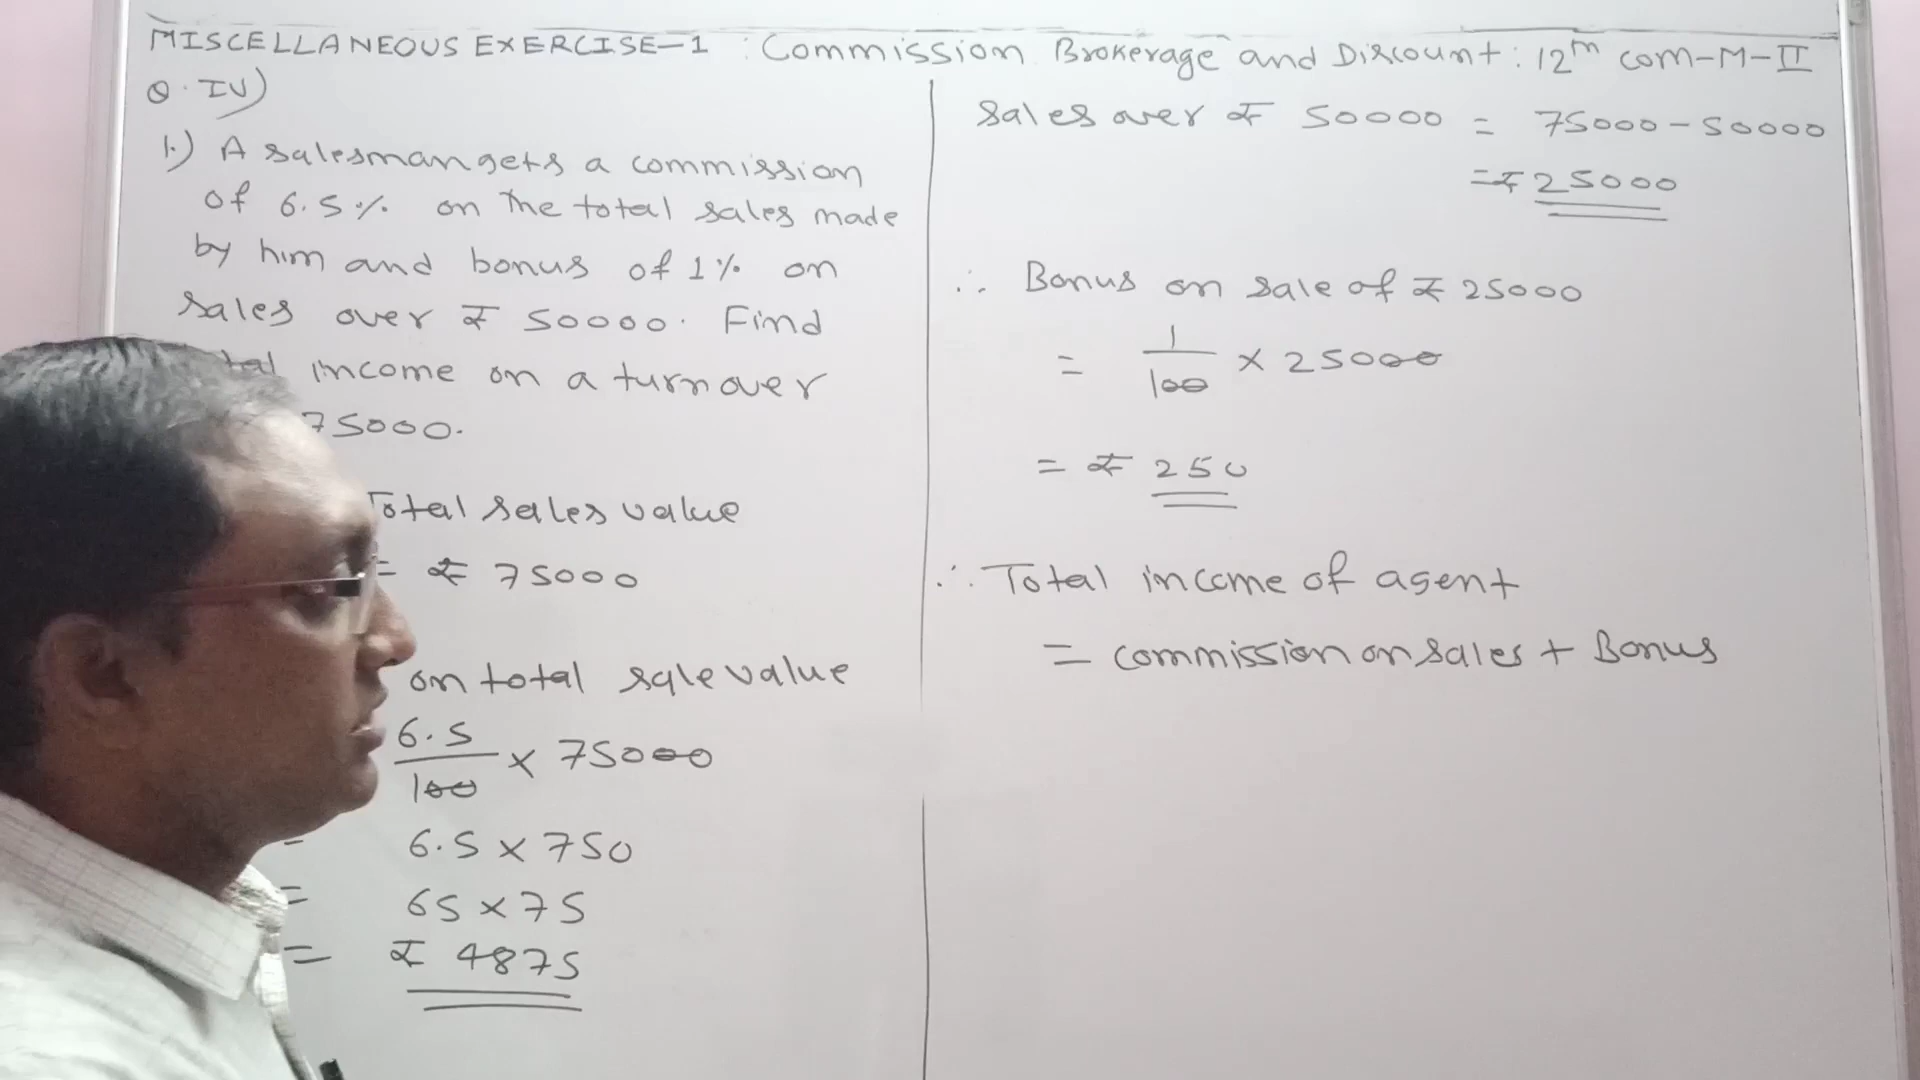 MISCELLANEOUS EXERCISE-1 : Commission Brokerage and Discount : 12th com-M-II
Q. IV)
1.) A salesman gets a commission
of 6.5% on the total sales made
by him and bonus of 1% on
sales over ₹ 50000. Find
income on a turnover
75000.
Total sales value
= ₹ 75000
on total sale value
6.5/100 × 75000
= 6.5 × 750
= 65 × 75
= ₹ 4875
Sales over ₹ 50000 = 75000 - 50000
= ₹ 25000
∴ Bonus on sale of ₹ 25000
= 1/100 × 25000
= ₹ 250
∴ Total income of agent
= commission on sales + Bonus